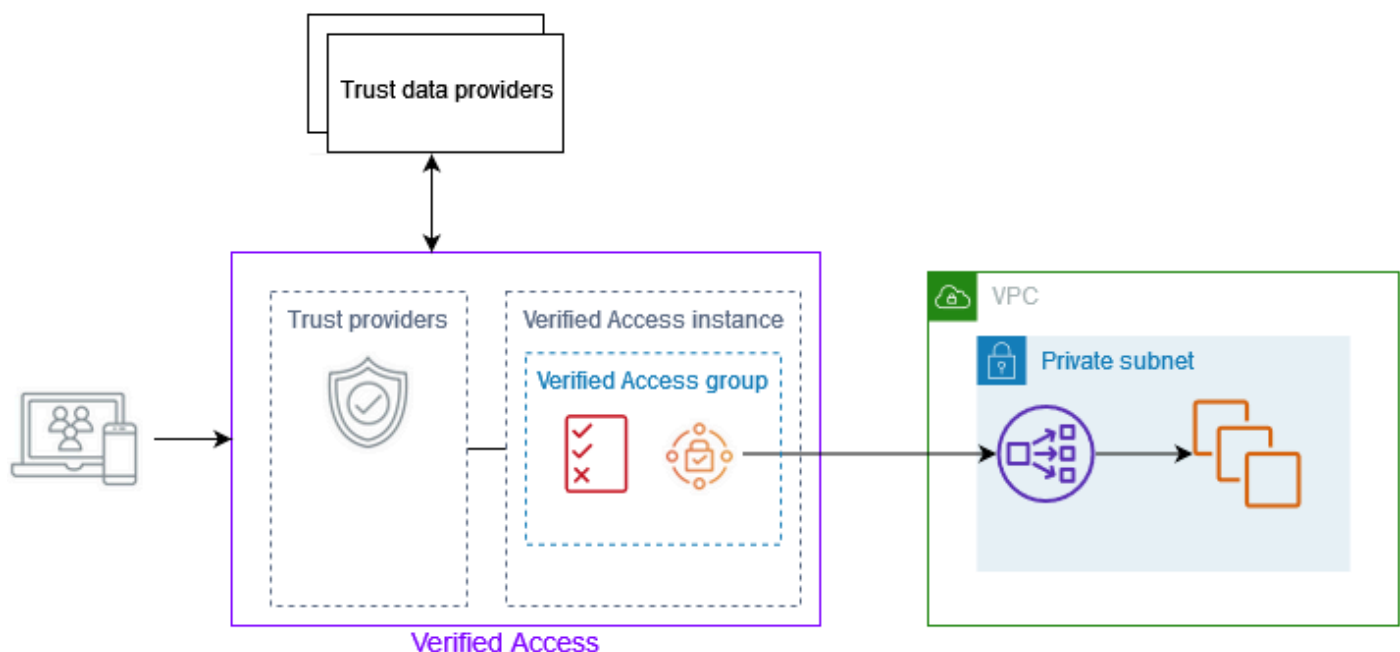 Trust data providers
Trust providers
Verified Access instance
Verified Access group
VPC
Private subnet
Verified Access